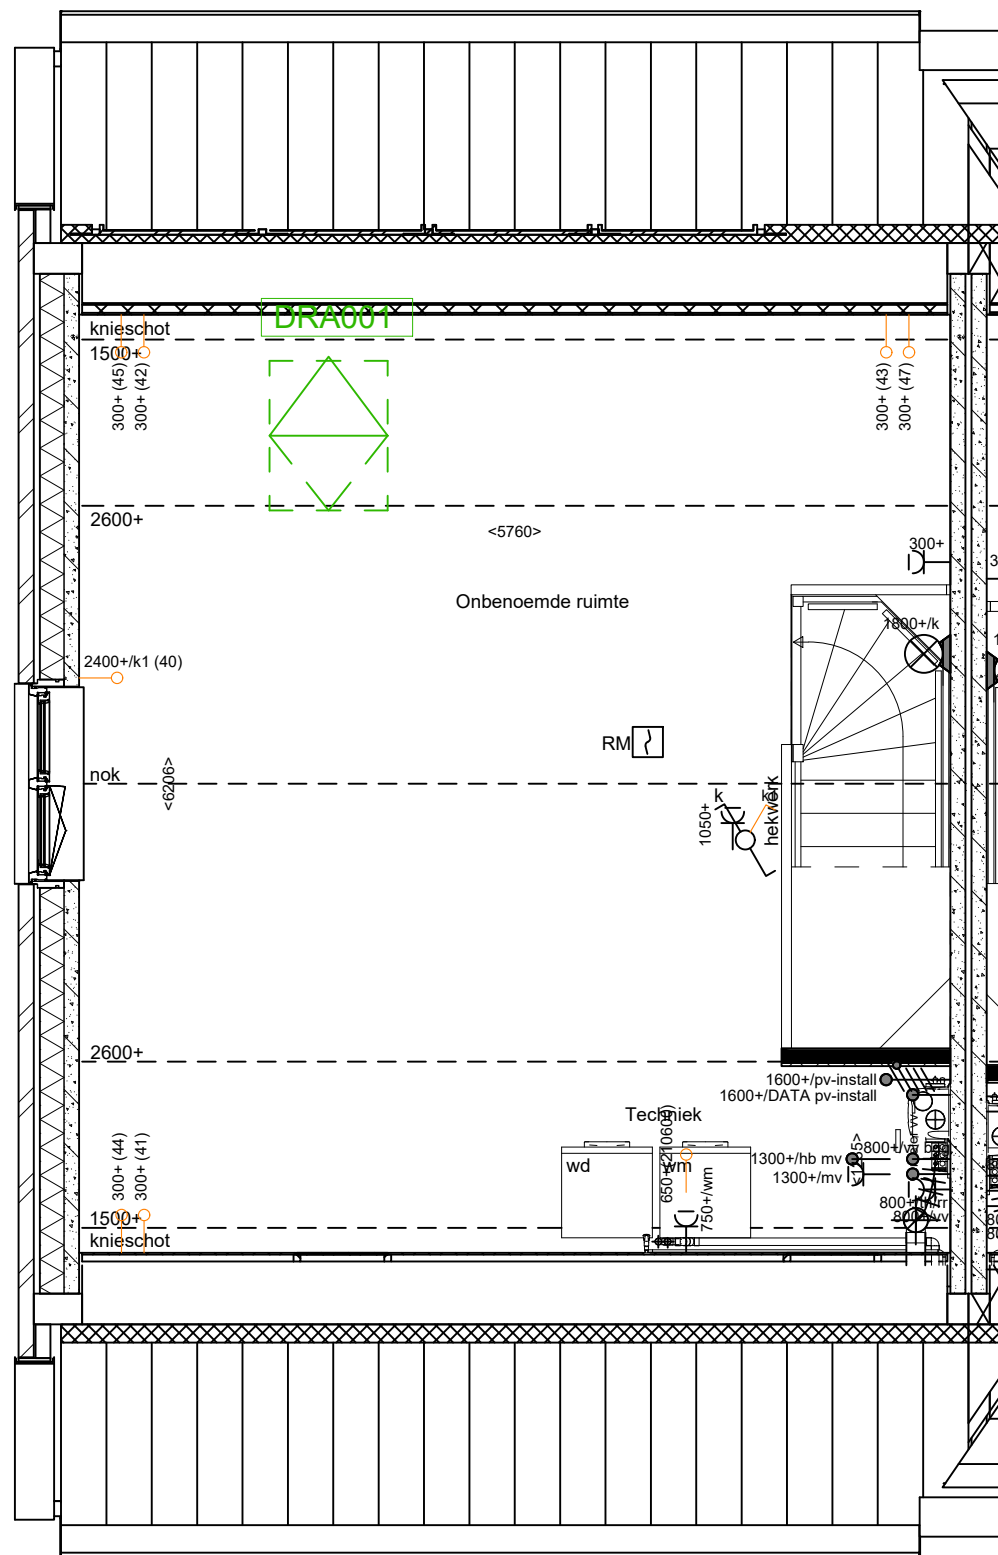 DRA001
knieschot
1500+
300+ (45)
300+ (42)
300+ (43)
300+ (47)
2600+
<5760>
300+
Onbenoemde ruimte
1800+/k
2400+/k1 (40)
RM
nok
<6206>
k
1050+
hekwerk
2600+
1600+/pv-install
1600+/DATA pv-install
Techniek
wd
wm
750+/wm
1300+/hb mv
1300+/mv
300+ (44)
300+ (41)
1500+
knieschot